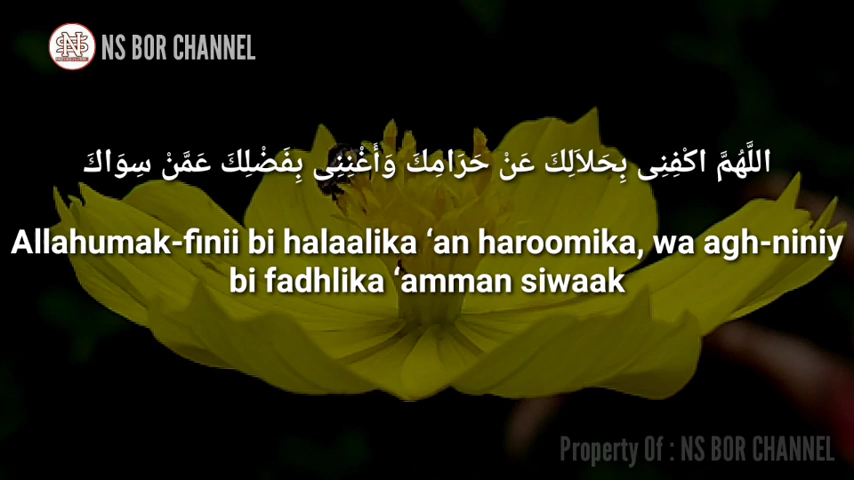 NS BOR CHANNEL
اللَّهُمَّ اكْفِنِى بِحَلاَلِكَ عَنْ حَرَامِكَ وَأَغْنِنِى بِفَضْلِكَ عَمَّنْ سِوَاكَ
Allahumak-finii bi halaalika ‘an haroomika, wa agh-niniy
bi fadhlika ‘amman siwaak
Property Of : NS BOR CHANNEL